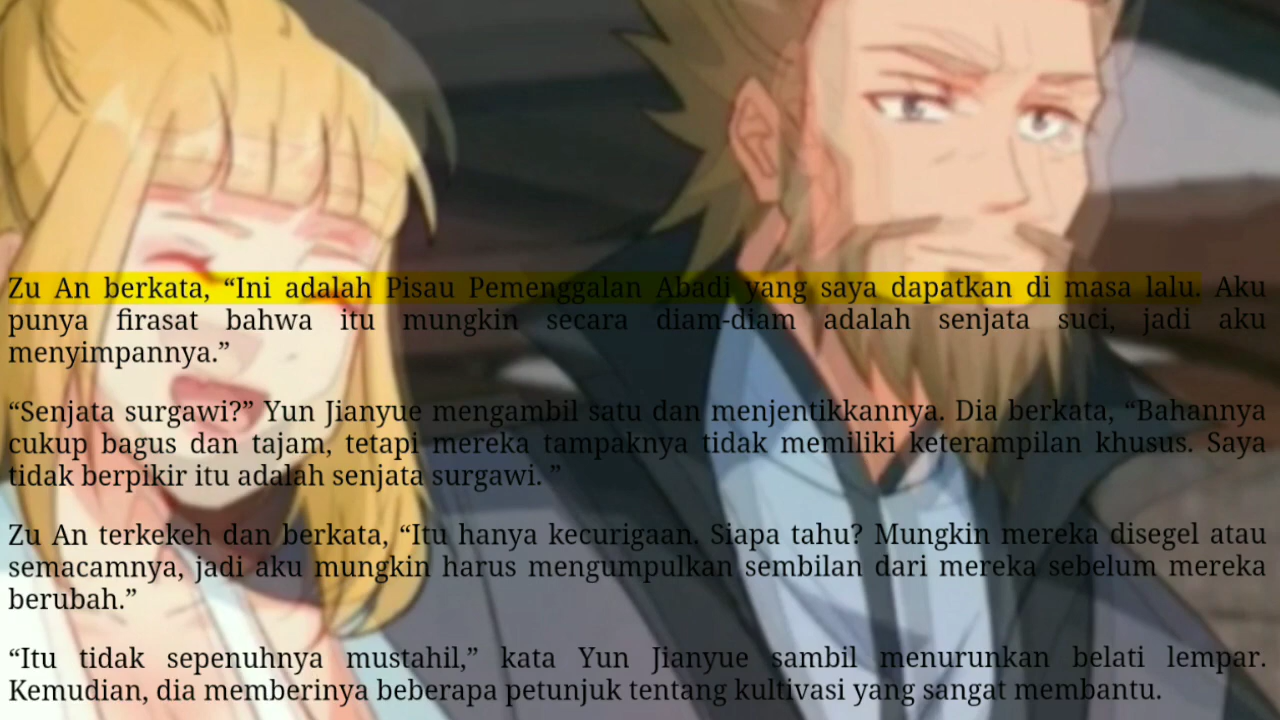 Zu An berkata, “Ini adalah Pisau Pemenggalan Abadi yang saya dapatkan di masa lalu. Aku
punya firasat bahwa itu mungkin secara diam-diam adalah senjata suci, jadi aku
menyimpannya.”
“Senjata surgawi?” Yun Jianyue mengambil satu dan menjentikkannya. Dia berkata, “Bahannya
cukup bagus dan tajam, tetapi mereka tampaknya tidak memiliki keterampilan khusus. Saya
tidak berpikir itu adalah senjata surgawi. ”
Zu An terkekeh dan berkata, “Itu hanya kecurigaan. Siapa tahu? Mungkin mereka disegel atau
semacamnya, jadi aku mungkin harus mengumpulkan sembilan dari mereka sebelum mereka
berubah.”
“Itu tidak sepenuhnya mustahil,” kata Yun Jianyue sambil menurunkan belati lempar.
Kemudian, dia memberinya beberapa petunjuk tentang kultivasi yang sangat membantu.